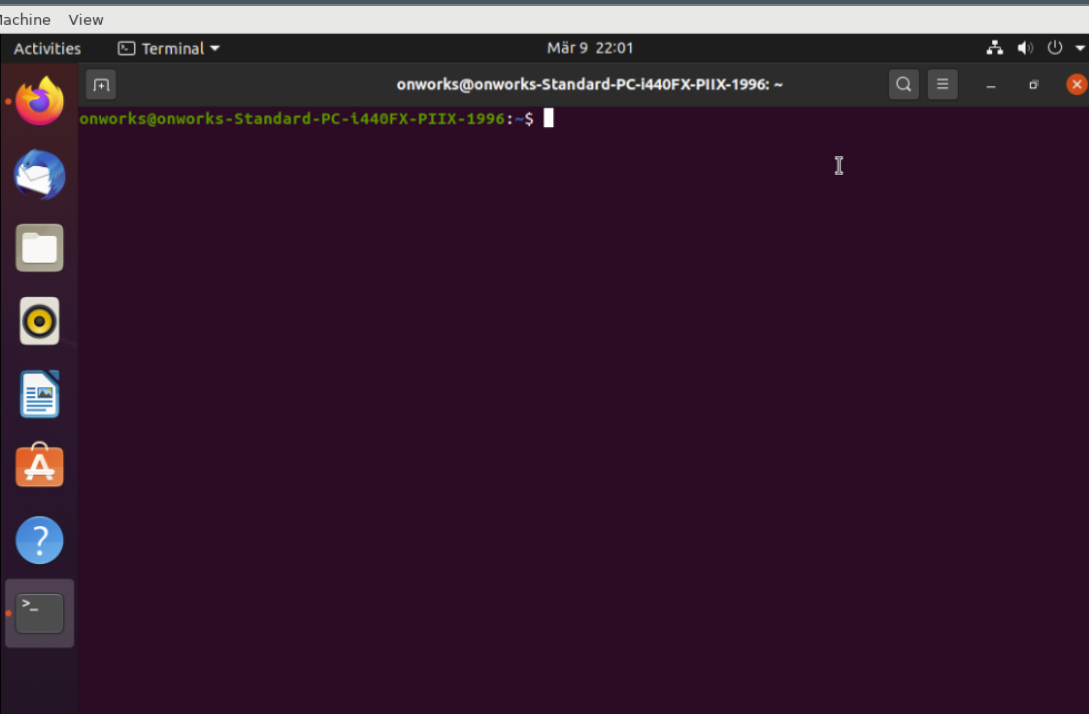 Machine View
Activities Terminal Mär 9 22:01
onworks@onworks-Standard-PC-i440FX-PIIX-1996: ~
onworks@onworks-Standard-PC-i440FX-PIIX-1996:~$
>_